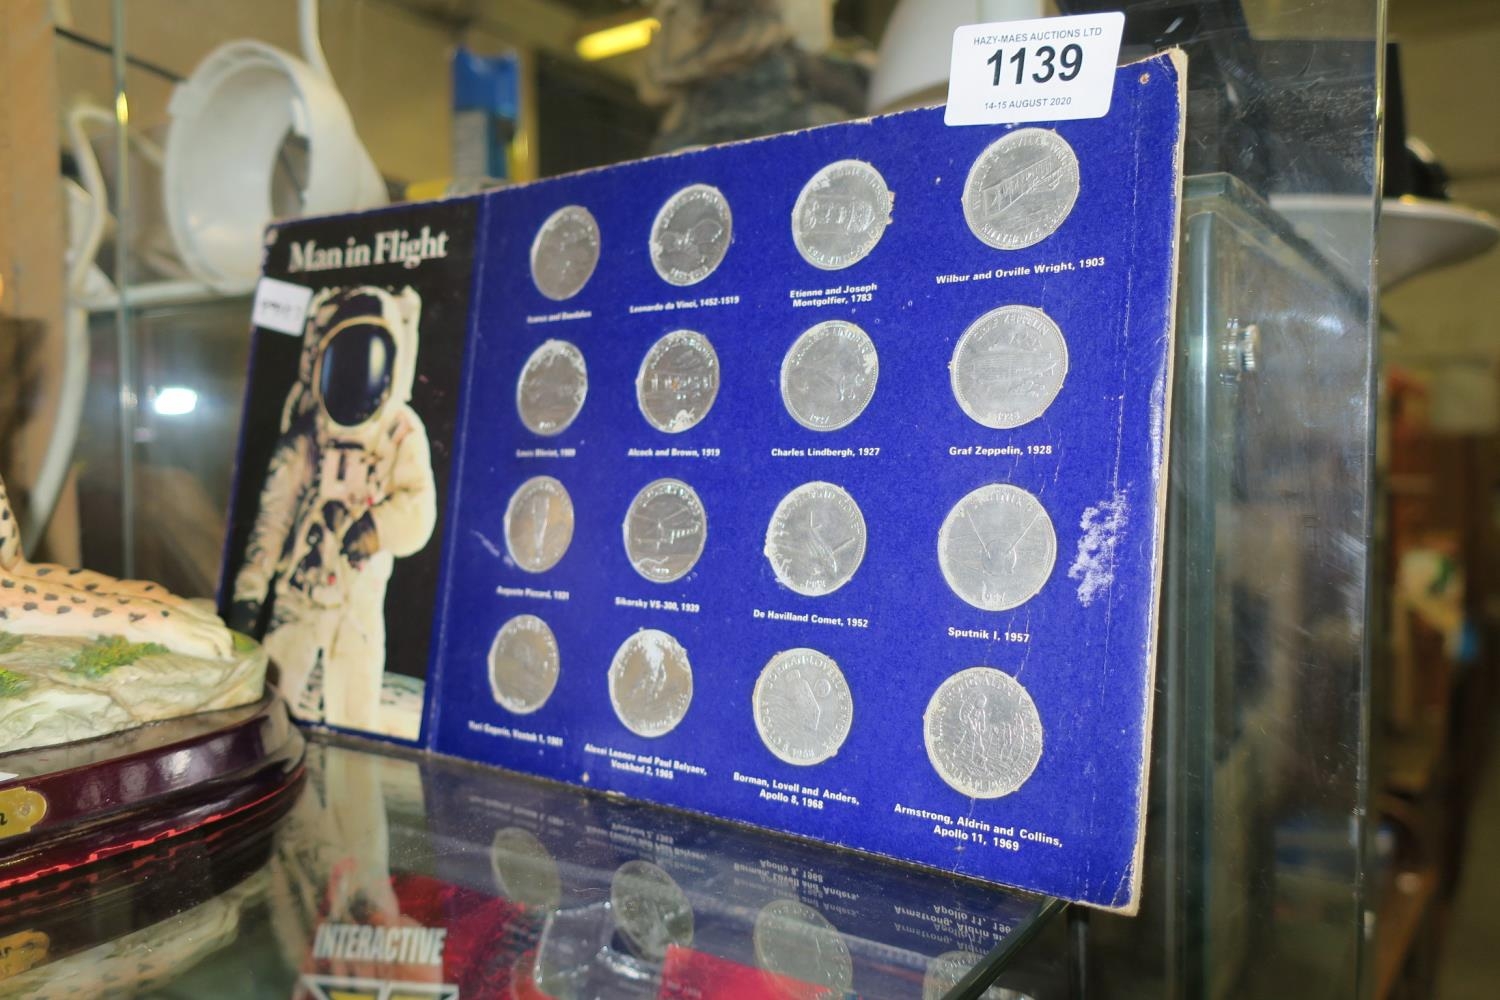 HAZY-MAES AUCTIONS LTD
1139
14-15 AUGUST 2020
Man in Flight
Icarus and Daedalus
Leonardo da Vinci, 1452-1519
Etienne and Joseph
Montgolfier, 1783
Wilbur and Orville Wright, 1903
Louis Bleriot, 1909
Alcock and Brown, 1919
Charles Lindbergh, 1927
Graf Zeppelin, 1928
Auguste Piccard, 1931
Sikorsky VS-300, 1939
De Havilland Comet, 1952
Sputnik I, 1957
Yuri Gagarin, Vostok 1, 1961
Alexei Leonov and Paul Belyaev,
Voskhod 2, 1965
Borman, Lovell and Anders,
Apollo 8, 1968
Armstrong, Aldrin and Collins,
Apollo 11, 1969
INTERACTIVE